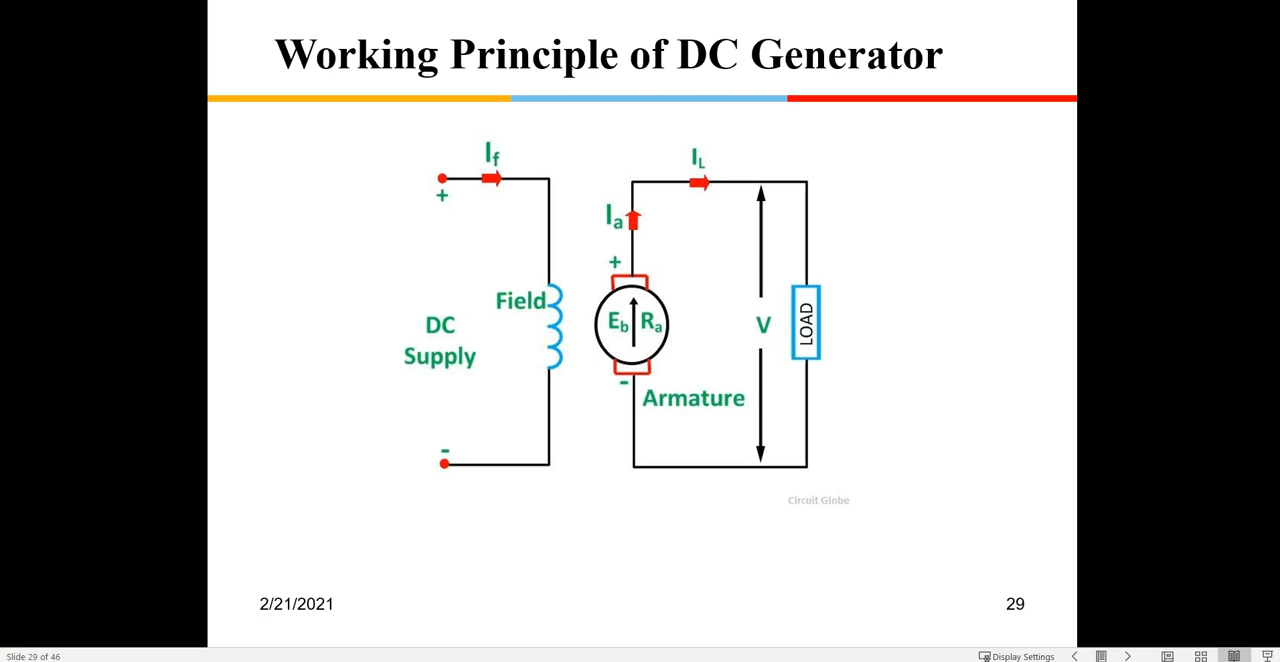 Working Principle of DC Generator
If
+
IL
Ia
+
Field
DC
Supply
Eb Ra
V
LOAD
-
Armature
-
Circuit Globe
2/21/2021
29
Slide 29 of 46
Display Settings